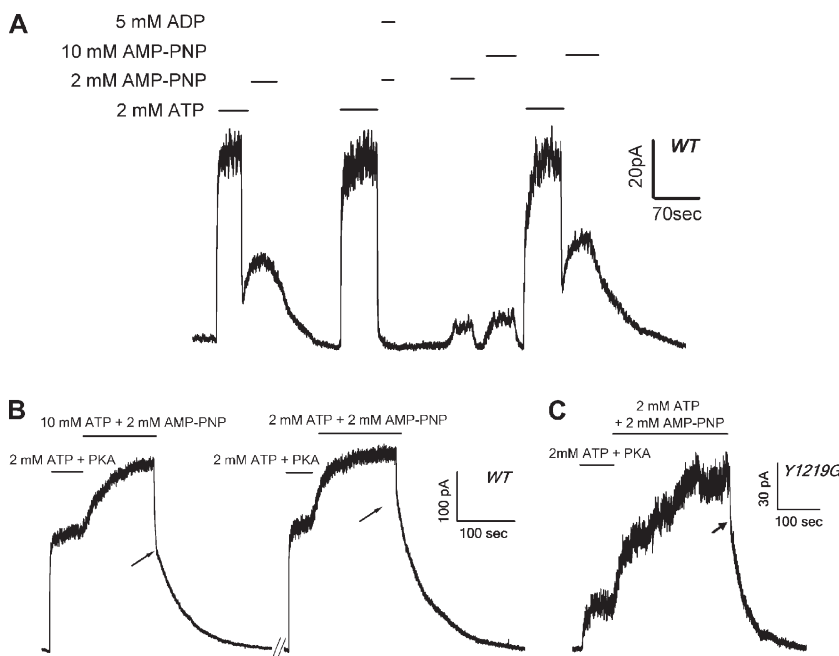 A
5 mM ADP
10 mM AMP-PNP
2 mM AMP-PNP
2 mM ATP
WT
20pA
70sec
B
10 mM ATP + 2 mM AMP-PNP
2 mM ATP + PKA
2 mM ATP + 2 mM AMP-PNP
2 mM ATP + PKA
WT
100 pA
100 sec
C
2 mM ATP
+ 2 mM AMP-PNP
2mM ATP + PKA
Y1219G
30 pA
100 sec